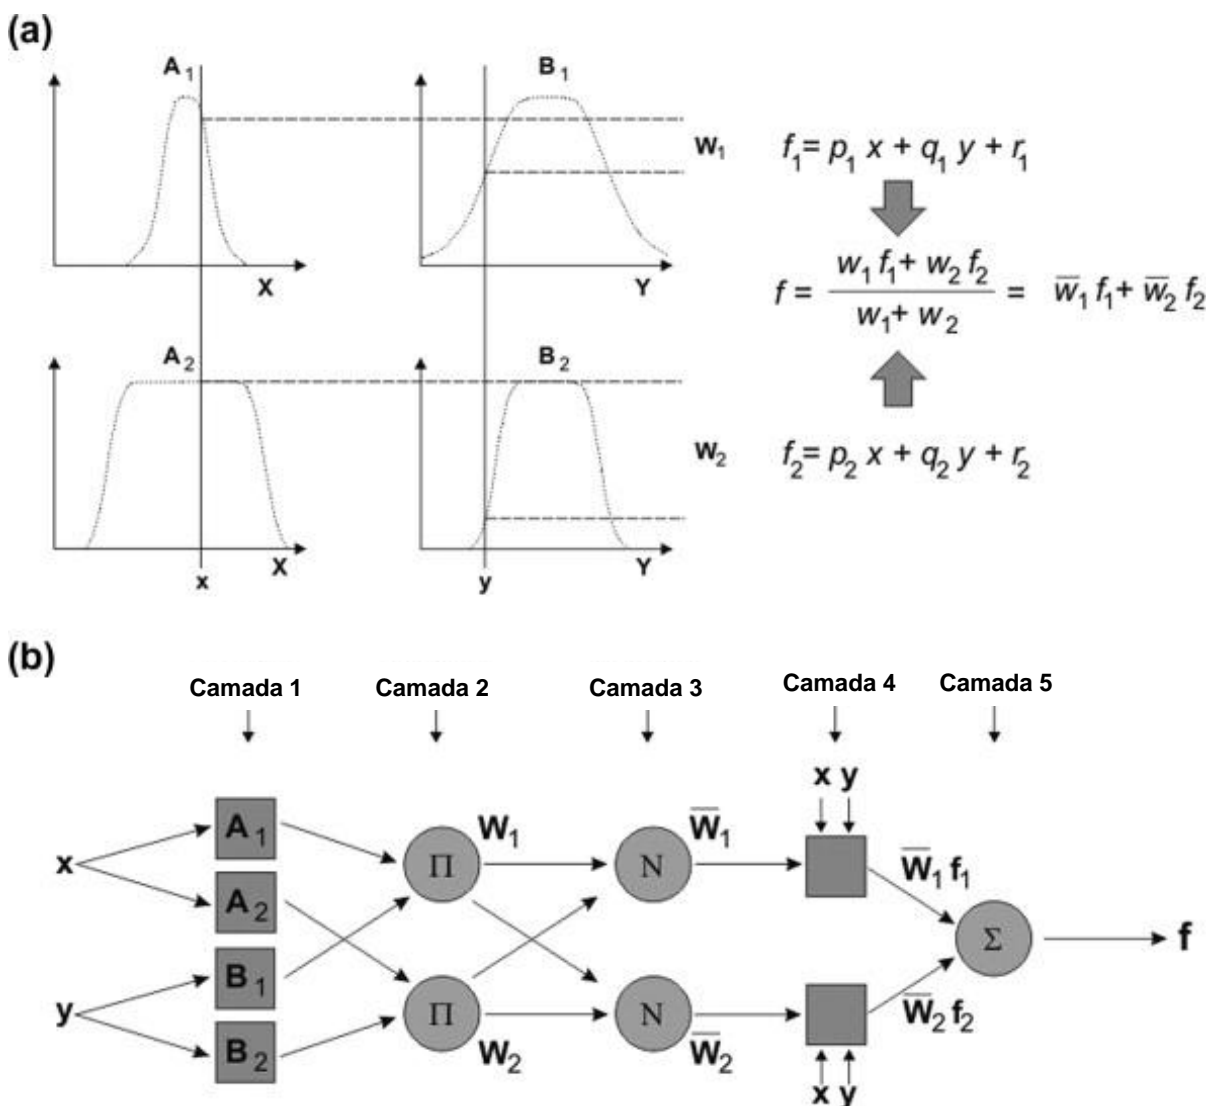 (a)
A₁
B₁
W₁
f₁= p₁ x + q₁ y + r₁
X
Y
f = (w₁ f₁+ w₂ f₂) / (w₁+ w₂) = w̅₁ f₁+ w̅₂ f₂
A₂
B₂
W₂
f₂= p₂ x + q₂ y + r₂
X
Y
x
y
(b)
Camada 1 Camada 2 Camada 3 Camada 4 Camada 5
x y
A₁
W₁
W̅₁
x
Π
N
W̅₁ f₁
A₂
Σ
f
B₁
y
Π
N
W̅₂ f₂
B₂
W₂
W̅₂
x y